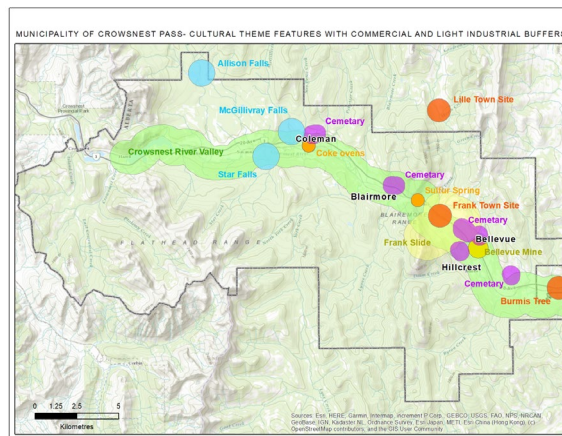 MUNICIPALITY OF CROWSNEST PASS- CULTURAL THEME FEATURES WITH COMMERCIAL AND LIGHT INDUSTRIAL BUFFERS
Allison Falls
Crowsnest
Provincial Park
ALBERTA
Lille Town Site
McGillivray Falls
Cemetary
Coleman
Coke ovens
Crowsnest River Valley
Star Falls
Cemetary
Sulfur Spring
Blairmore
Frank Town Site
Cemetary
FLATHEAD RANGE
Frank Slide
Bellevue
Bellevue Mine
Hillcrest
Cemetary
Burmis Tree
0 1.25 2.5 5
Kilometres
Sources: Esri, HERE, Garmin, Intermap, increment P Corp., GEBCO, USGS, FAO, NPS, NRCAN,
GeoBase, IGN, Kadaster NL, Ordnance Survey, Esri Japan, METI, Esri China (Hong Kong), (c)
OpenStreetMap contributors, and the GIS User Community